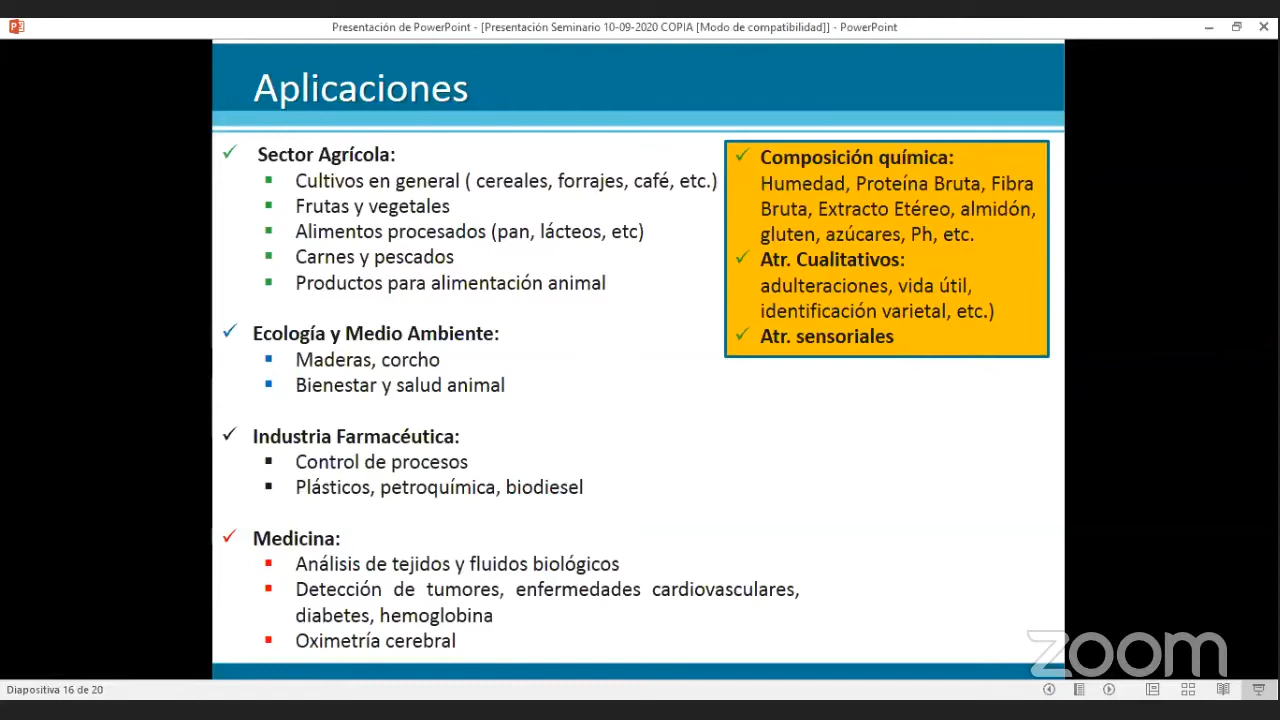 Presentación de PowerPoint - [Presentación Seminario 10-09-2020 COPIA [Modo de compatibilidad]] - PowerPoint
Aplicaciones
Sector Agrícola:
Cultivos en general ( cereales, forrajes, café, etc.)
Frutas y vegetales
Alimentos procesados (pan, lácteos, etc)
Carnes y pescados
Productos para alimentación animal
Ecología y Medio Ambiente:
Maderas, corcho
Bienestar y salud animal
Industria Farmacéutica:
Control de procesos
Plásticos, petroquímica, biodiesel
Medicina:
Análisis de tejidos y fluidos biológicos
Detección de tumores, enfermedades cardiovasculares,
diabetes, hemoglobina
Oximetría cerebral
Composición química:
Humedad, Proteína Bruta, Fibra
Bruta, Extracto Etéreo, almidón,
gluten, azúcares, Ph, etc.
Atr. Cualitativos:
adulteraciones, vida útil,
identificación varietal, etc.)
Atr. sensoriales
zoom
Diapositiva 16 de 20